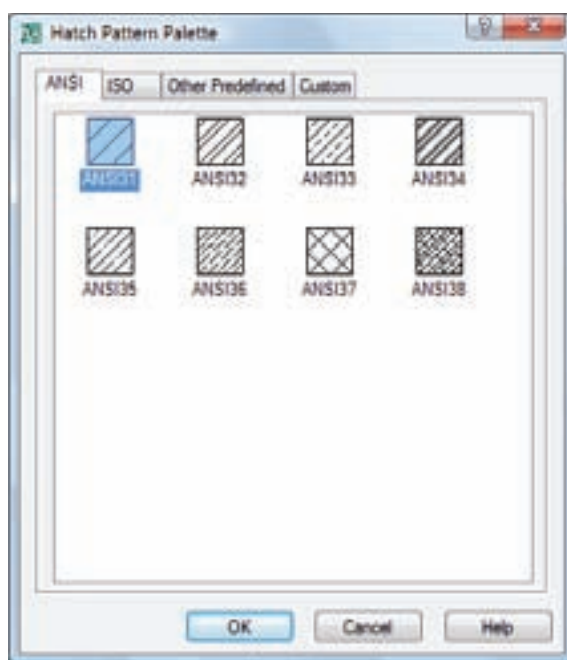 Hatch Pattern Palette
ANSI ISO Other Predefined Custom
ANSI31 ANSI32 ANSI33 ANSI34
ANSI35 ANSI36 ANSI37 ANSI38
OK Cancel Help